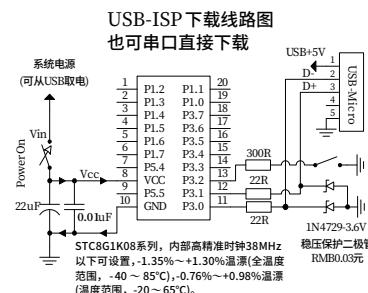 USB-ISP下载线路图
也可串口直接下载
系统电源
(可从USB取电)
USB+5V
D-
D+
1
2
3
4
5
USB-Micro
Vin
PowerOn
Vcc
22uF
0.01uF
1 P1.2 P1.1 20
2 P1.3 P1.0 19
3 P1.4 P3.7 18
4 P1.5 P3.6 17
5 P1.6 P3.5 16
6 P1.7 P3.4 15
7 P5.4 P3.3 14
8 VCC P3.2 13
9 P5.5 P3.1 12
10 GND P3.0 11
300R
22R
22R
1N4729-3.6V
稳压保护二极管
RMB0.03元
STC8G1K08系列，内部高精准时钟38MHz
以下可设置，-1.35%～+1.30%温漂(全温度
范围，-40～85℃),-0.76%～+0.98%温漂
(温度范围，-20～65℃)。